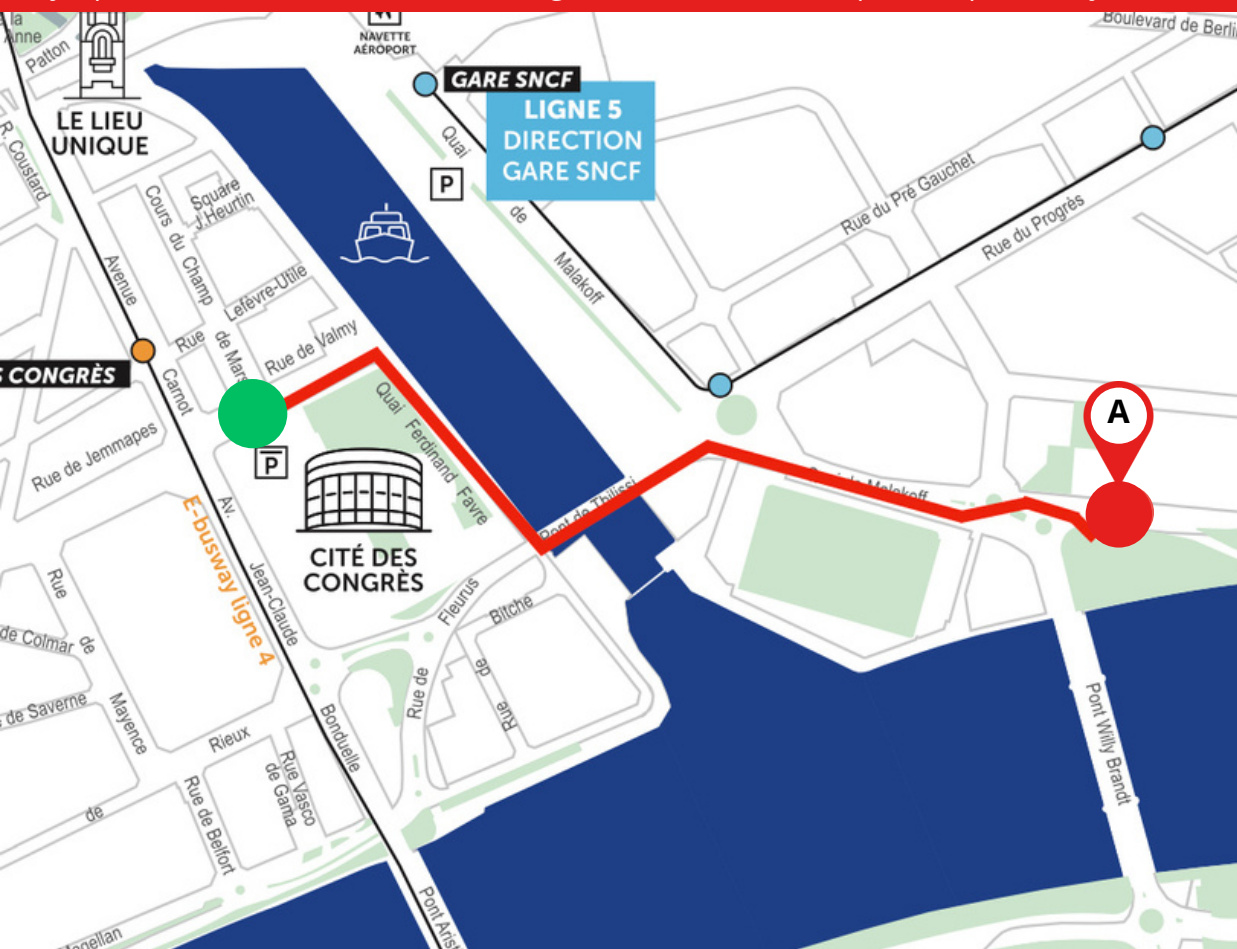 la
Anne
Patton
LE LIEU
UNIQUE
NAVETTE
AÉROPORT
GARE SNCF
LIGNE 5
DIRECTION
GARE SNCF
Boulevard de Berli
R. Coustard
Square
J.Heurtin
Cours du Champ
de Mars
Quai
de
Malakoff
P
Rue du Pré Gauchet
Rue du Progrès
Avenue
Carnot
Rue
Lefèvre-Utile
Rue de Valmy
S CONGRÈS
Quai Ferdinand Favre
A
Rue de Jemmapes
P
CITÉ DES
CONGRÈS
Pont de Tbilissi
Quai de Malakoff
E-busway ligne 4
Av.
Jean-Claude
Bonduelle
Rue
de
Mayence
de Colmar
de Saverne
Rue de
Fleurus
Rue
de
Bitche
Rieux
de
Rue Vasco
de Gama
Rue de Belfort
Pont Willy Brandt
Pont Arist
Magellan